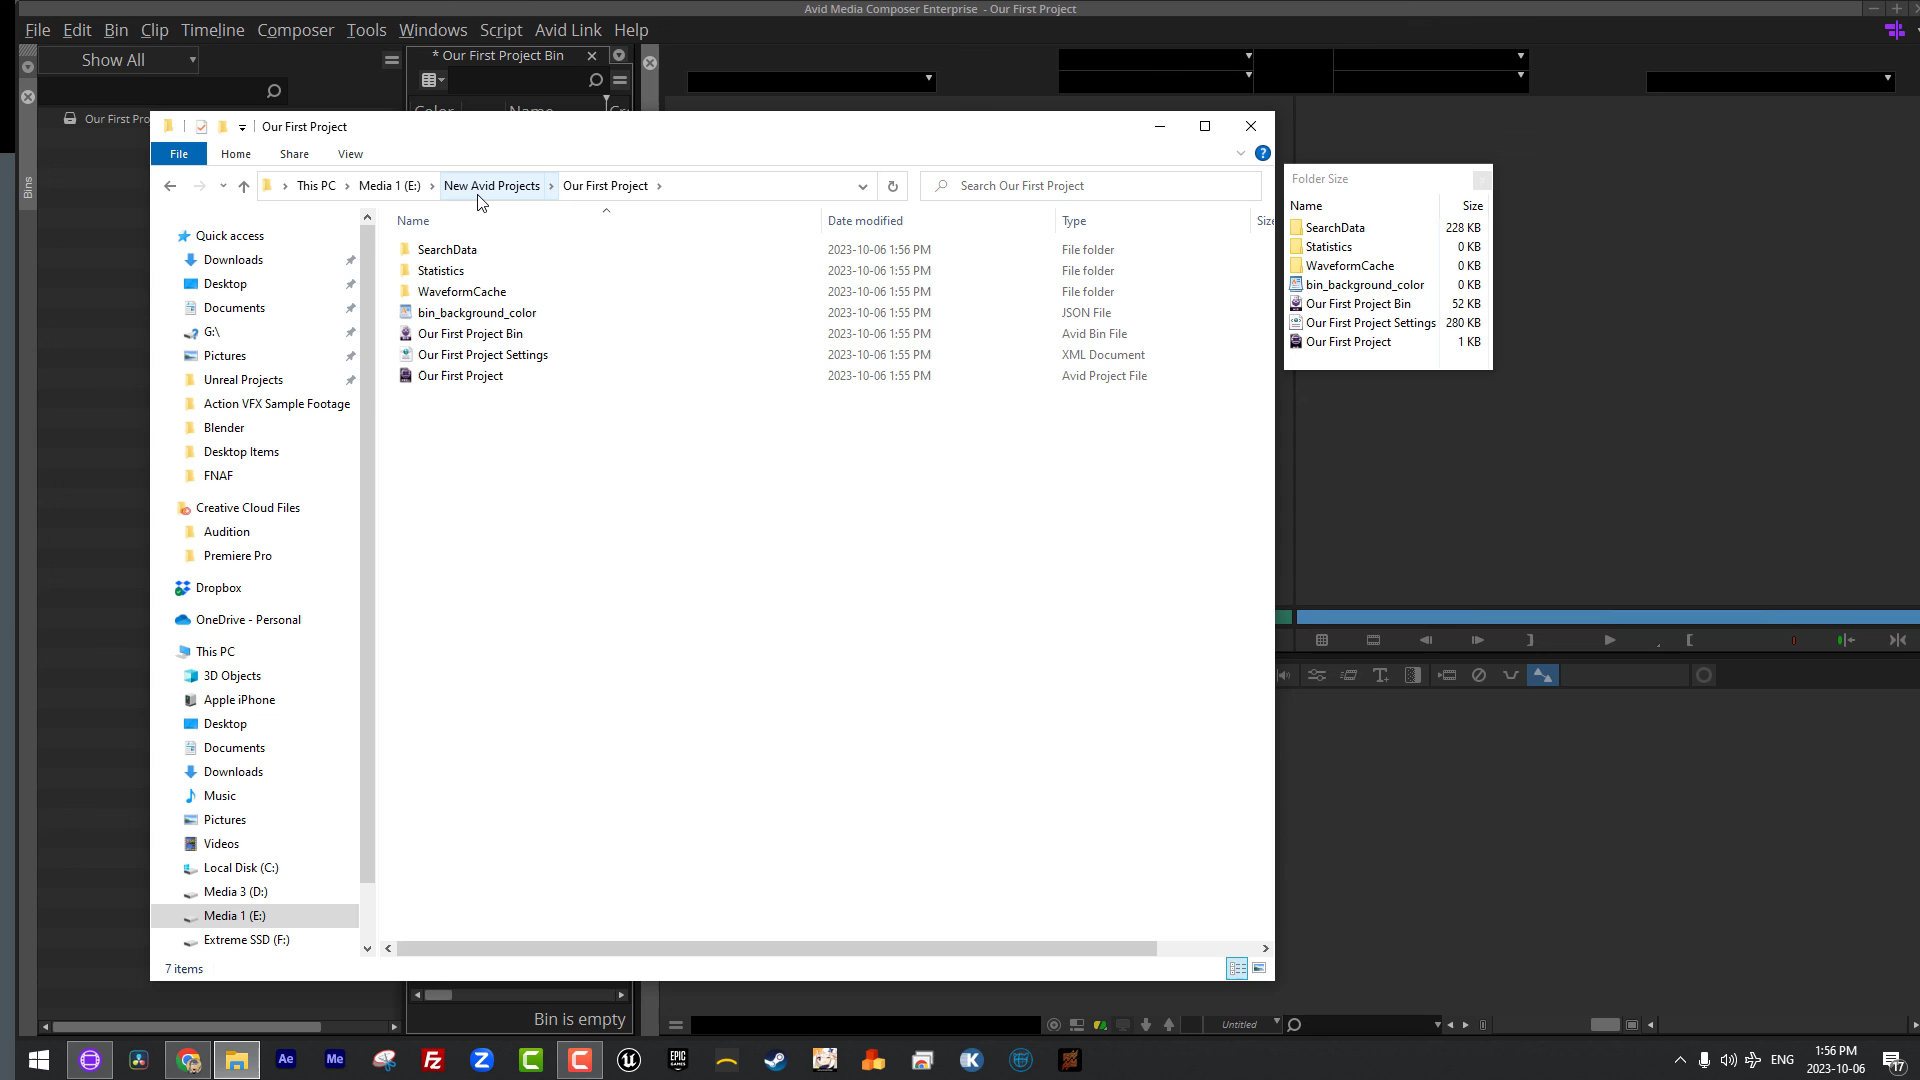 Avid Media Composer Enterprise - Our First Project
File Edit Bin Clip Timeline Composer Tools Windows Script Avid Link Help
Show All
* Our First Project Bin
Our First Pro
Bins
Our First Project
File Home Share View
This PC Media 1 (E:) New Avid Projects Our First Project
Search Our First Project
Name Date modified Type Size
SearchData 2023-10-06 1:56 PM File folder
Statistics 2023-10-06 1:55 PM File folder
WaveformCache 2023-10-06 1:55 PM File folder
bin_background_color 2023-10-06 1:55 PM JSON File
Our First Project Bin 2023-10-06 1:55 PM Avid Bin File
Our First Project Settings 2023-10-06 1:55 PM XML Document
Our First Project 2023-10-06 1:55 PM Avid Project File
Quick access
Downloads
Desktop
Documents
G:\
Pictures
Unreal Projects
Action VFX Sample Footage
Blender
Desktop Items
FNAF
Creative Cloud Files
Audition
Premiere Pro
Dropbox
OneDrive - Personal
This PC
3D Objects
Apple iPhone
Desktop
Documents
Downloads
Music
Pictures
Videos
Local Disk (C:)
Media 3 (D:)
Media 1 (E:)
Extreme SSD (F:)
7 items
Folder Size
Name Size
SearchData 228 KB
Statistics 0 KB
WaveformCache 0 KB
bin_background_color 0 KB
Our First Project Bin 52 KB
Our First Project Settings 280 KB
Our First Project 1 KB
Bin is empty
Untitled
Ae Me
EPIC GAMES
ENG
1:56 PM
2023-10-06
17